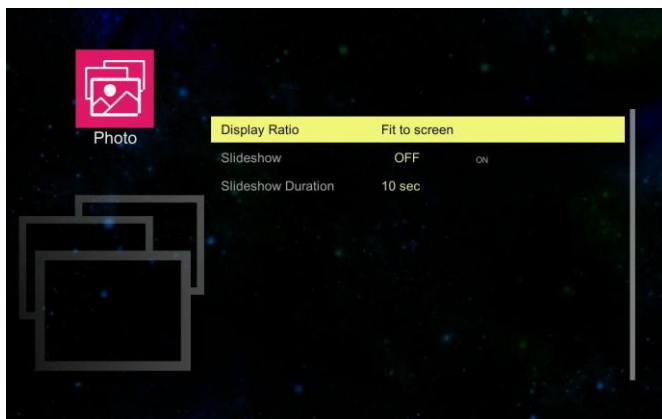 Photo
Display Ratio Fit to screen
Slideshow OFF ON
Slideshow Duration 10 sec